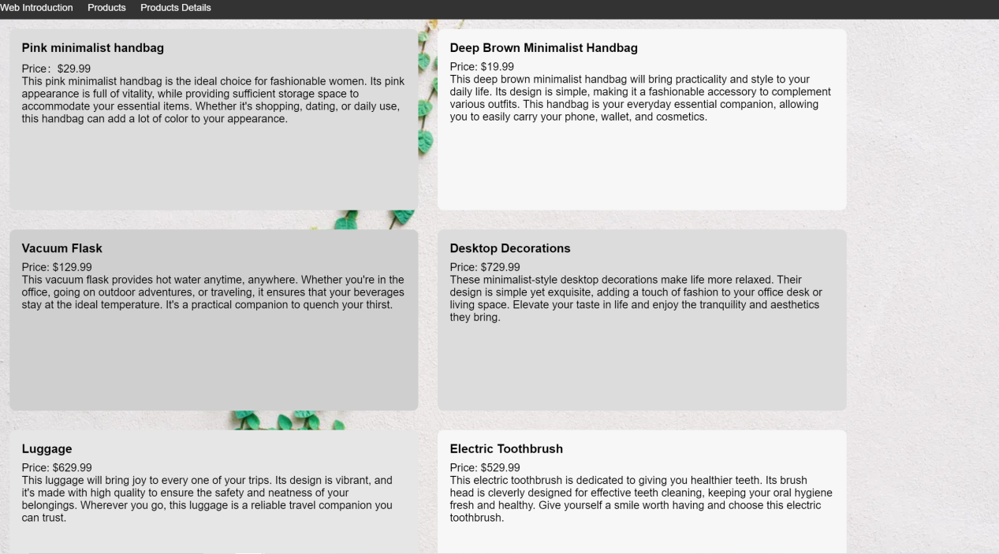 Web Introduction Products Products Details
Pink minimalist handbag
Price：$29.99
This pink minimalist handbag is the ideal choice for fashionable women. Its pink
appearance is full of vitality, while providing sufficient storage space to
accommodate your essential items. Whether it's shopping, dating, or daily use,
this handbag can add a lot of color to your appearance.
Deep Brown Minimalist Handbag
Price: $19.99
This deep brown minimalist handbag will bring practicality and style to your
daily life. Its design is simple, making it a fashionable accessory to complement
various outfits. This handbag is your everyday essential companion, allowing
you to easily carry your phone, wallet, and cosmetics.
Vacuum Flask
Price: $129.99
This vacuum flask provides hot water anytime, anywhere. Whether you're in the
office, going on outdoor adventures, or traveling, it ensures that your beverages
stay at the ideal temperature. It's a practical companion to quench your thirst.
Desktop Decorations
Price: $729.99
These minimalist-style desktop decorations make life more relaxed. Their
design is simple yet exquisite, adding a touch of fashion to your office desk or
living space. Elevate your taste in life and enjoy the tranquility and aesthetics
they bring.
Luggage
Price: $629.99
This luggage will bring joy to every one of your trips. Its design is vibrant, and
it's made with high quality to ensure the safety and neatness of your
belongings. Wherever you go, this luggage is a reliable travel companion you
can trust.
Electric Toothbrush
Price: $529.99
This electric toothbrush is dedicated to giving you healthier teeth. Its brush
head is cleverly designed for effective teeth cleaning, keeping your oral hygiene
fresh and healthy. Give yourself a smile worth having and choose this electric
toothbrush.